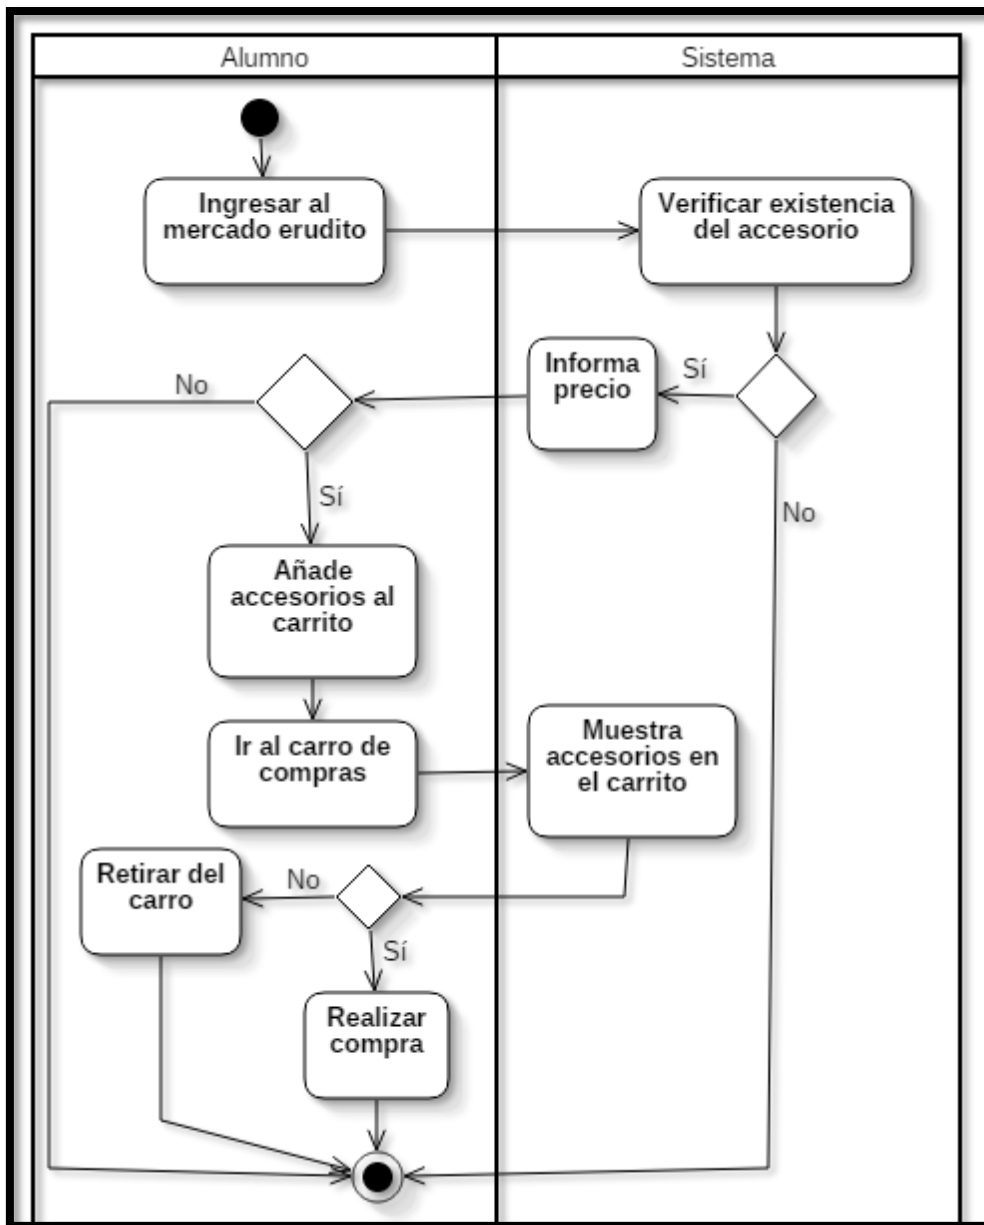 Alumno
Sistema
Ingresar al
mercado erudito
Verificar existencia
del accesorio
Informa
precio
Sí
No
No
Sí
Añade
accesorios al
carrito
Ir al carro de
compras
Muestra
accesorios en
el carrito
Retirar del
carro
No
Sí
Realizar
compra